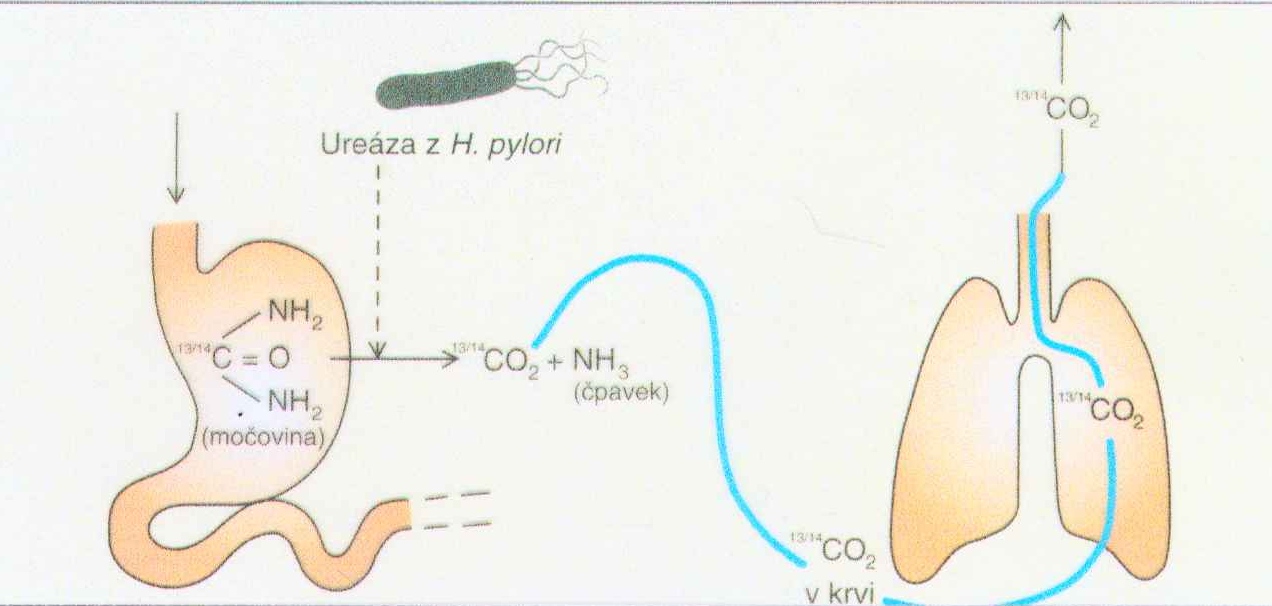 Ureáza z H. pylori
NH₂
¹³/¹⁴C = O
NH₂
(močovina)
¹³/¹⁴CO₂ + NH₃
(čpavek)
¹³/¹⁴CO₂
v krvi
¹³/¹⁴CO₂
¹³/¹⁴CO₂